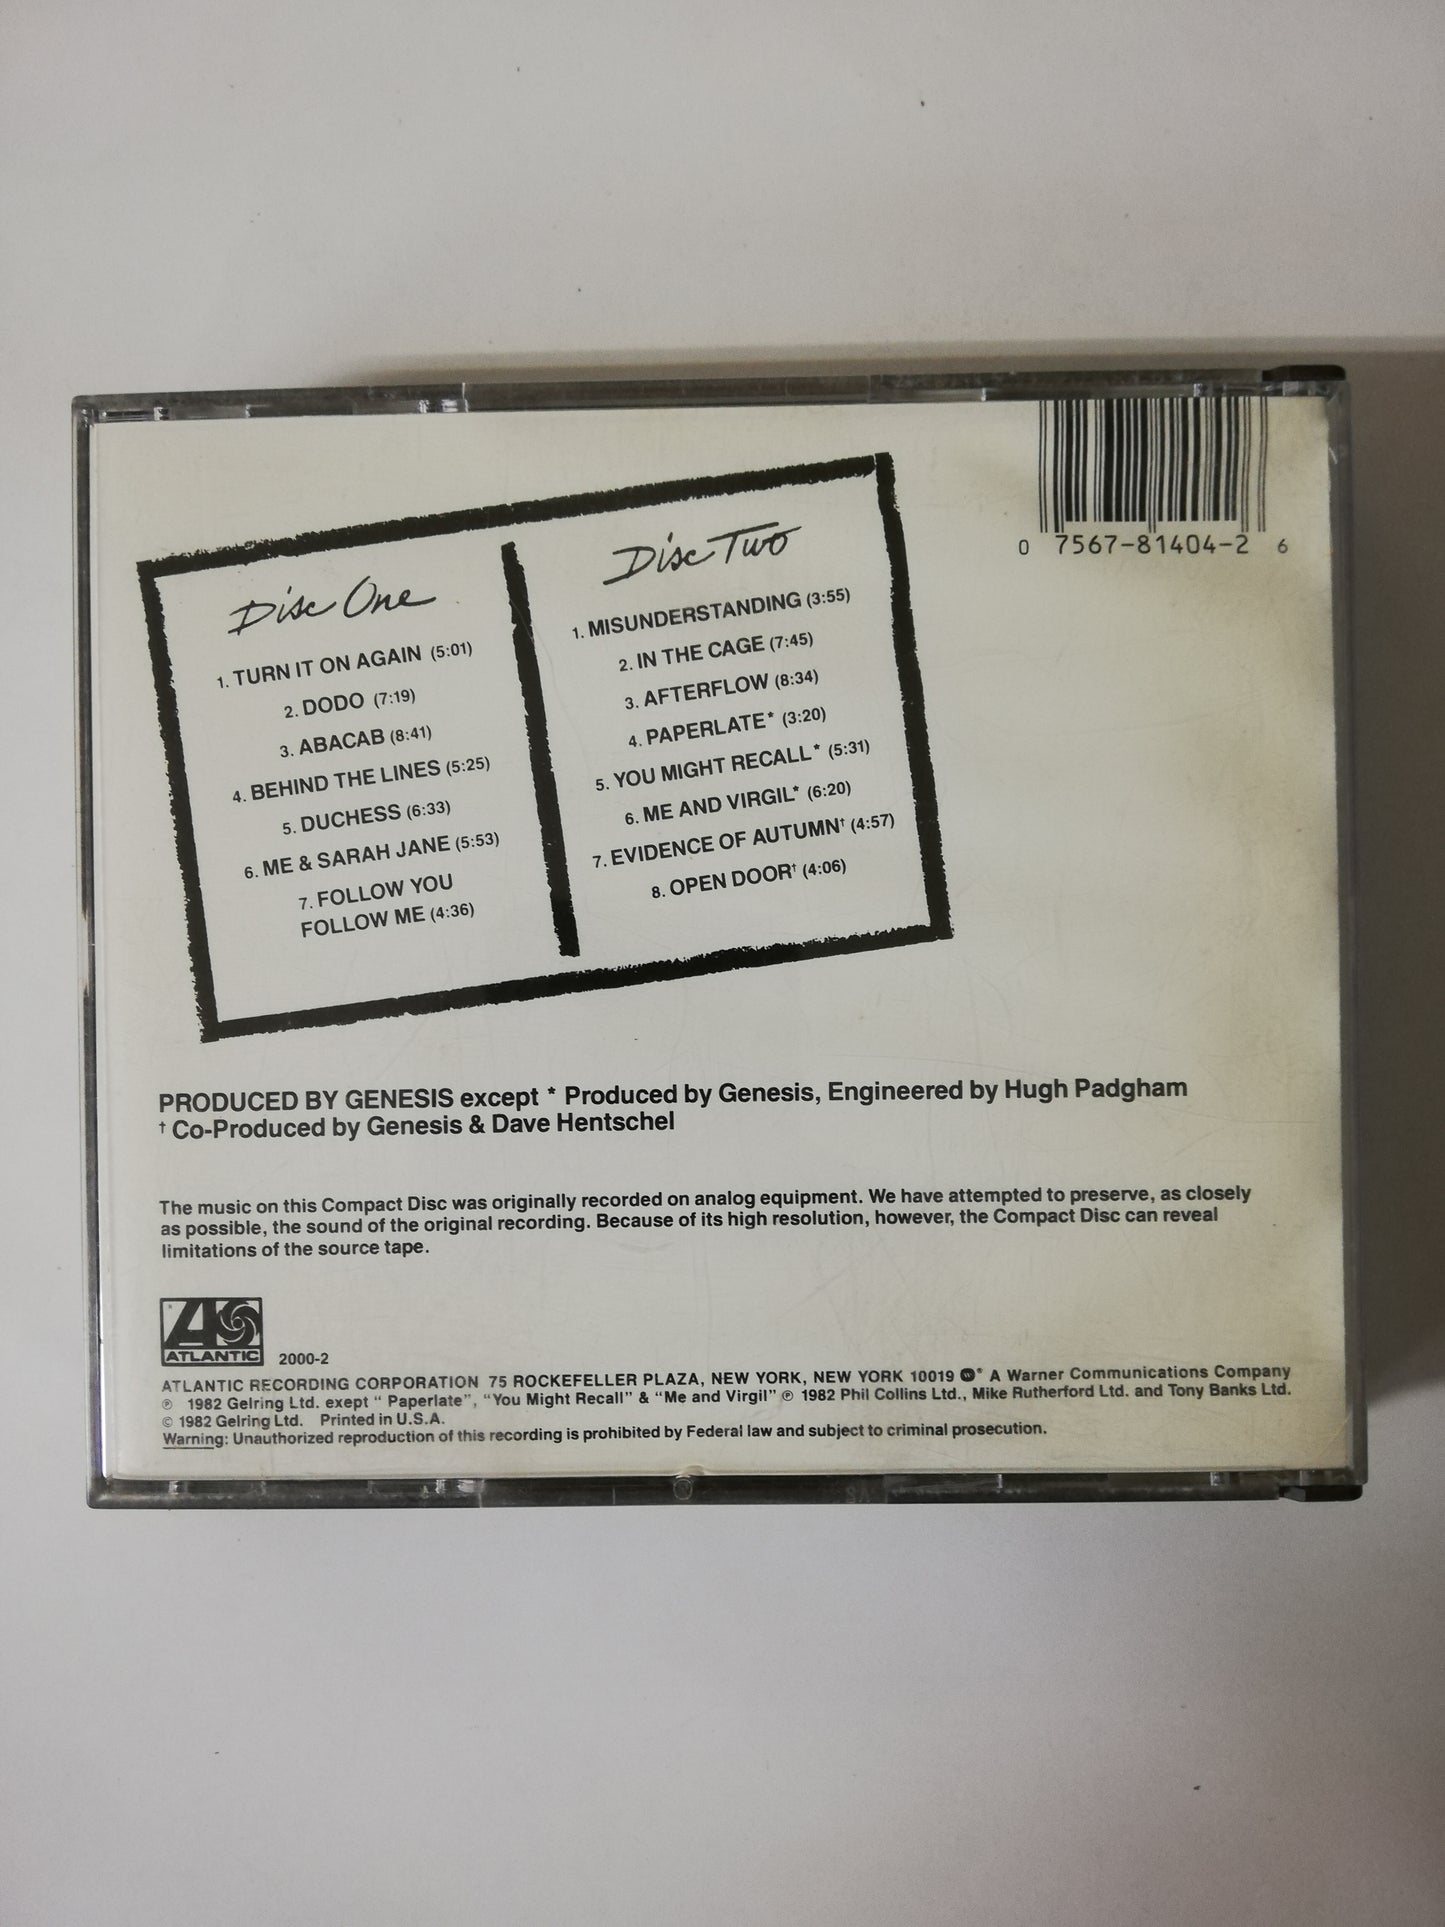 0 7567-81404-2 6
Disc One
1. TURN IT ON AGAIN (5:01)
2. DODO (7:19)
3. ABACAB (8:41)
4. BEHIND THE LINES (5:25)
5. DUCHESS (6:33)
6. ME & SARAH JANE (5:53)
7. FOLLOW YOU
FOLLOW ME (4:36)
Disc Two
1. MISUNDERSTANDING (3:55)
2. IN THE CAGE (7:45)
3. AFTERFLOW (8:34)
4. PAPERLATE* (3:20)
5. YOU MIGHT RECALL* (5:31)
6. ME AND VIRGIL* (6:20)
7. EVIDENCE OF AUTUMN† (4:57)
8. OPEN DOOR† (4:06)
PRODUCED BY GENESIS except * Produced by Genesis, Engineered by Hugh Padgham
† Co-Produced by Genesis & Dave Hentschel
The music on this Compact Disc was originally recorded on analog equipment. We have attempted to preserve, as closely
as possible, the sound of the original recording. Because of its high resolution, however, the Compact Disc can reveal
limitations of the source tape.
ATLANTIC 2000-2
ATLANTIC RECORDING CORPORATION 75 ROCKEFELLER PLAZA, NEW YORK, NEW YORK 10019 A Warner Communications Company
℗ 1982 Gelring Ltd. exept “ Paperlate”, “You Might Recall” & “Me and Virgil” ℗ 1982 Phil Collins Ltd., Mike Rutherford Ltd. and Tony Banks Ltd.
© 1982 Gelring Ltd. Printed in U.S.A.
Warning: Unauthorized reproduction of this recording is prohibited by Federal law and subject to criminal prosecution.